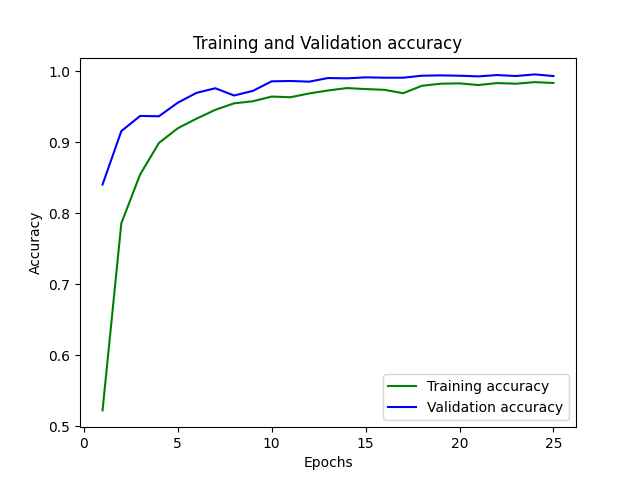 Training and Validation accuracy
1.0
0.9
0.8
0.7
0.6
0.5
Accuracy
0 5 10 15 20 25
Epochs
Training accuracy
Validation accuracy